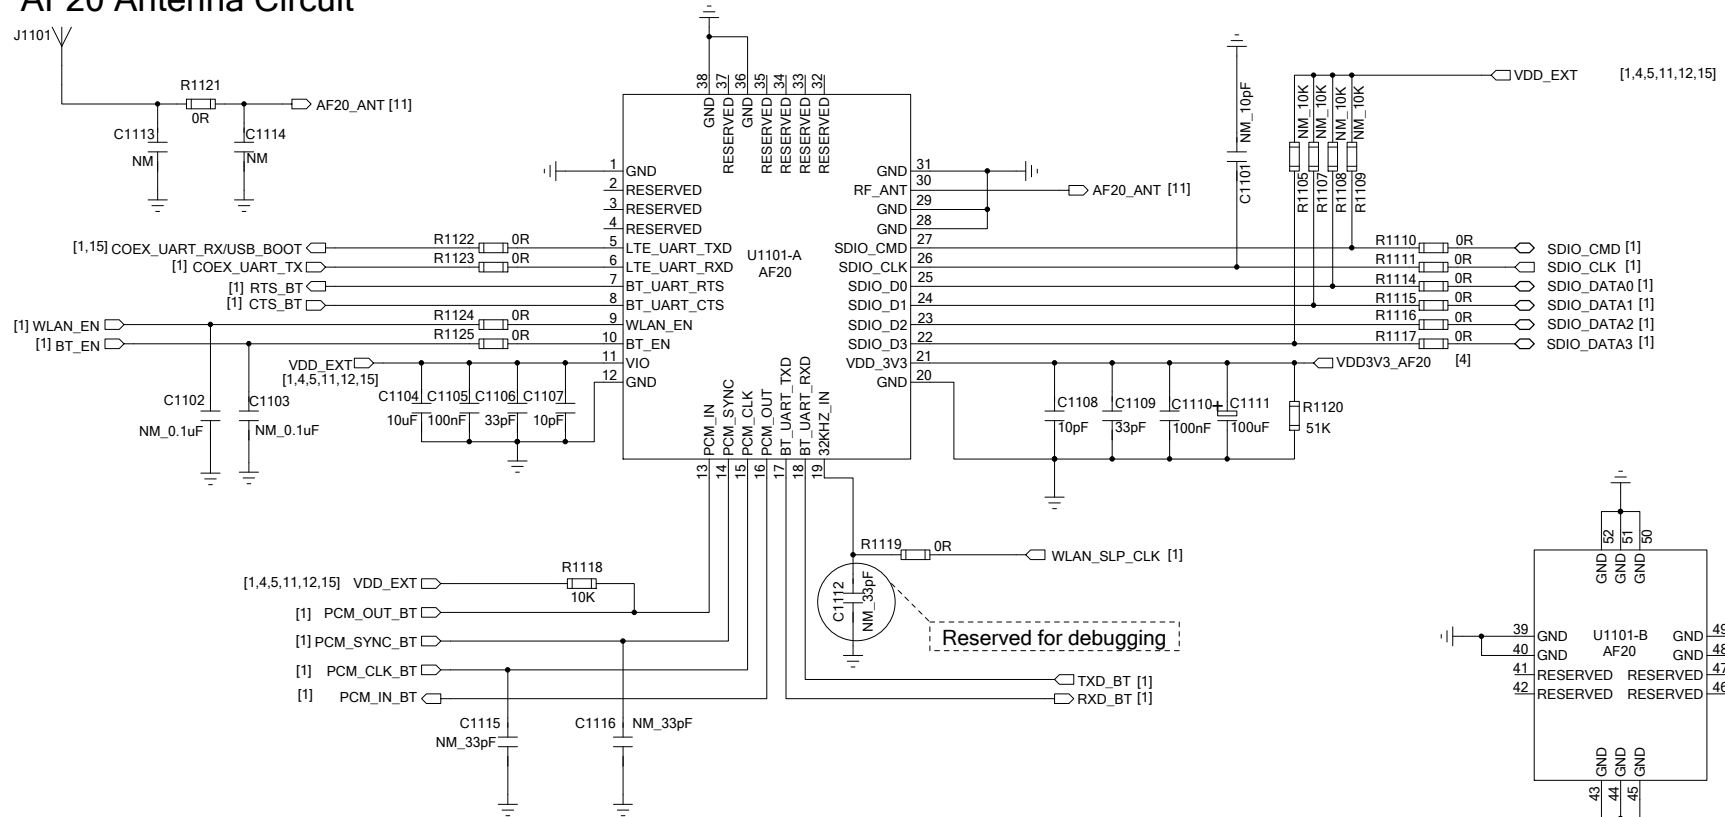 AF20 Antenna Circuit
J1101
R1121
0R
AF20_ANT [11]
C1113
NM
C1114
NM
38
37
36
35
34
33
32
GND
RESERVED
GND
RESERVED
RESERVED
RESERVED
RESERVED
U1101-A
AF20
1 GND
2 RESERVED
3 RESERVED
4 RESERVED
[1,15] COEX_UART_RX/USB_BOOT R1122 0R 5 LTE_UART_TXD
[1] COEX_UART_TX R1123 0R 6 LTE_UART_RXD
[1] RTS_BT 7 BT_UART_RTS
[1] CTS_BT 8 BT_UART_CTS
[1] WLAN_EN R1124 0R 9 WLAN_EN
[1] BT_EN R1125 0R 10 BT_EN
VDD_EXT 11 VIO
[1,4,5,11,12,15] 12 GND
C1102
NM_0.1uF
C1103
NM_0.1uF
C1104
10uF
C1105
100nF
C1106
33pF
C1107
10pF
GND 31
RF_ANT 30 AF20_ANT [11]
GND 29
GND 28
SDIO_CMD 27 R1110 0R SDIO_CMD [1]
SDIO_CLK 26 R1111 0R SDIO_CLK [1]
SDIO_D0 25 R1114 0R SDIO_DATA0 [1]
SDIO_D1 24 R1115 0R SDIO_DATA1 [1]
SDIO_D2 23 R1116 0R SDIO_DATA2 [1]
SDIO_D3 22 R1117 0R SDIO_DATA3 [1]
VDD_3V3 21 VDD3V3_AF20 [4]
GND 20
NM_10pF
C1101
VDD_EXT [1,4,5,11,12,15]
NM_10K
NM_10K
NM_10K
NM_10K
R1105
R1107
R1108
R1109
C1108
10pF
C1109
33pF
C1110
100nF
+
C1111
100uF
R1120
51K
PCM_IN
PCM_SYNC
PCM_CLK
PCM_OUT
BT_UART_TXD
BT_UART_RXD
32KHZ_IN
13
14
15
16
17
18
19
R1119 0R WLAN_SLP_CLK [1]
C1112
NM_33pF
Reserved for debugging
[1,4,5,11,12,15] VDD_EXT
R1118
10K
[1] PCM_OUT_BT
[1] PCM_SYNC_BT
[1] PCM_CLK_BT
[1] PCM_IN_BT
TXD_BT [1]
RXD_BT [1]
C1115
NM_33pF
C1116 NM_33pF
52
51
50
GND
GND
GND
U1101-B
AF20
39 GND
40 GND
41 RESERVED
42 RESERVED
GND 49
GND 48
RESERVED 47
RESERVED 46
GND
GND
GND
43
44
45